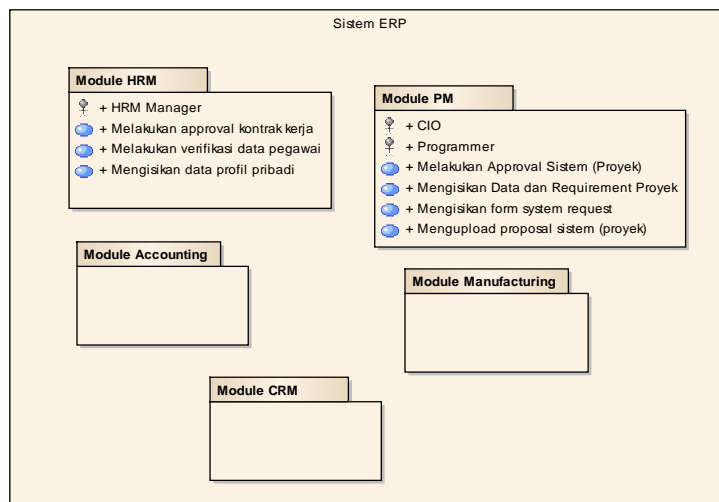 Sistem ERP
Module HRM
+ HRM Manager
+ Melakukan approval kontrak kerja
+ Melakukan verifikasi data pegawai
+ Mengisikan data profil pribadi
Module PM
+ CIO
+ Programmer
+ Melakukan Approval Sistem (Proyek)
+ Mengisikan Data dan Requirement Proyek
+ Mengisikan form system request
+ Mengupload proposal sistem (proyek)
Module Accounting
Module Manufacturing
Module CRM